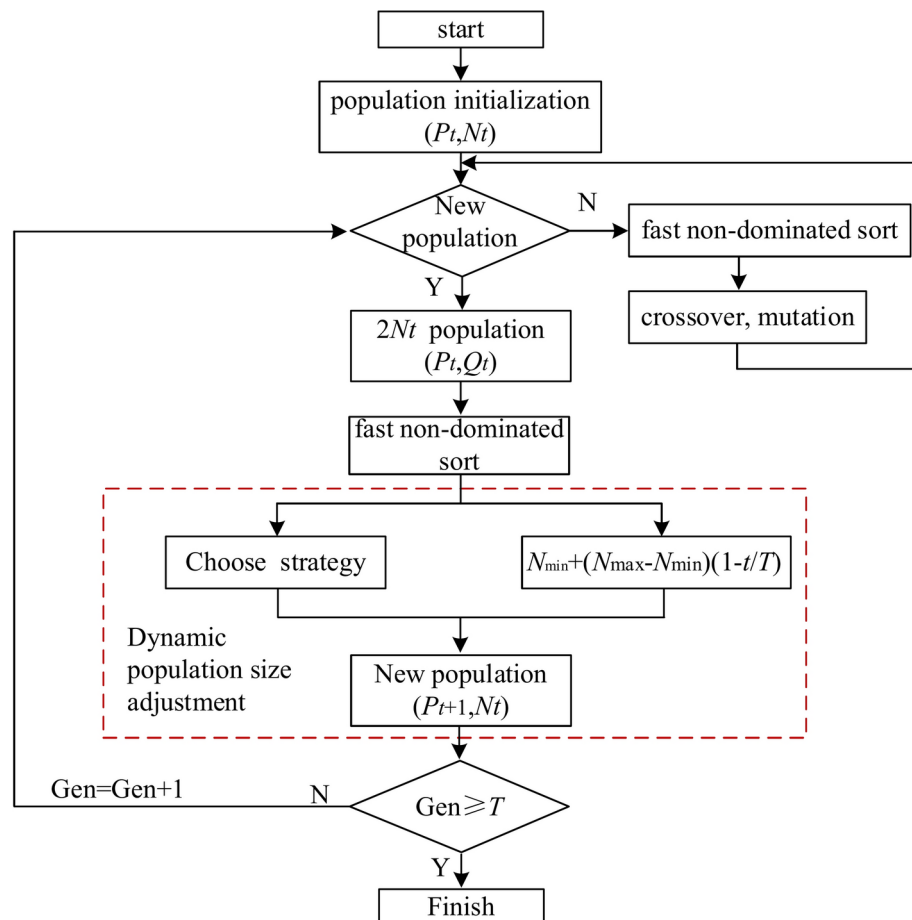 start
population initialization
(Pt,Nt)
New
population
N
fast non-dominated sort
crossover, mutation
Y
2Nt population
(Pt,Qt)
fast non-dominated
sort
Choose strategy
Nmin+(Nmax-Nmin)(1-t/T)
Dynamic
population size
adjustment
New population
(Pt+1,Nt)
Gen=Gen+1
N
Gen≥T
Y
Finish